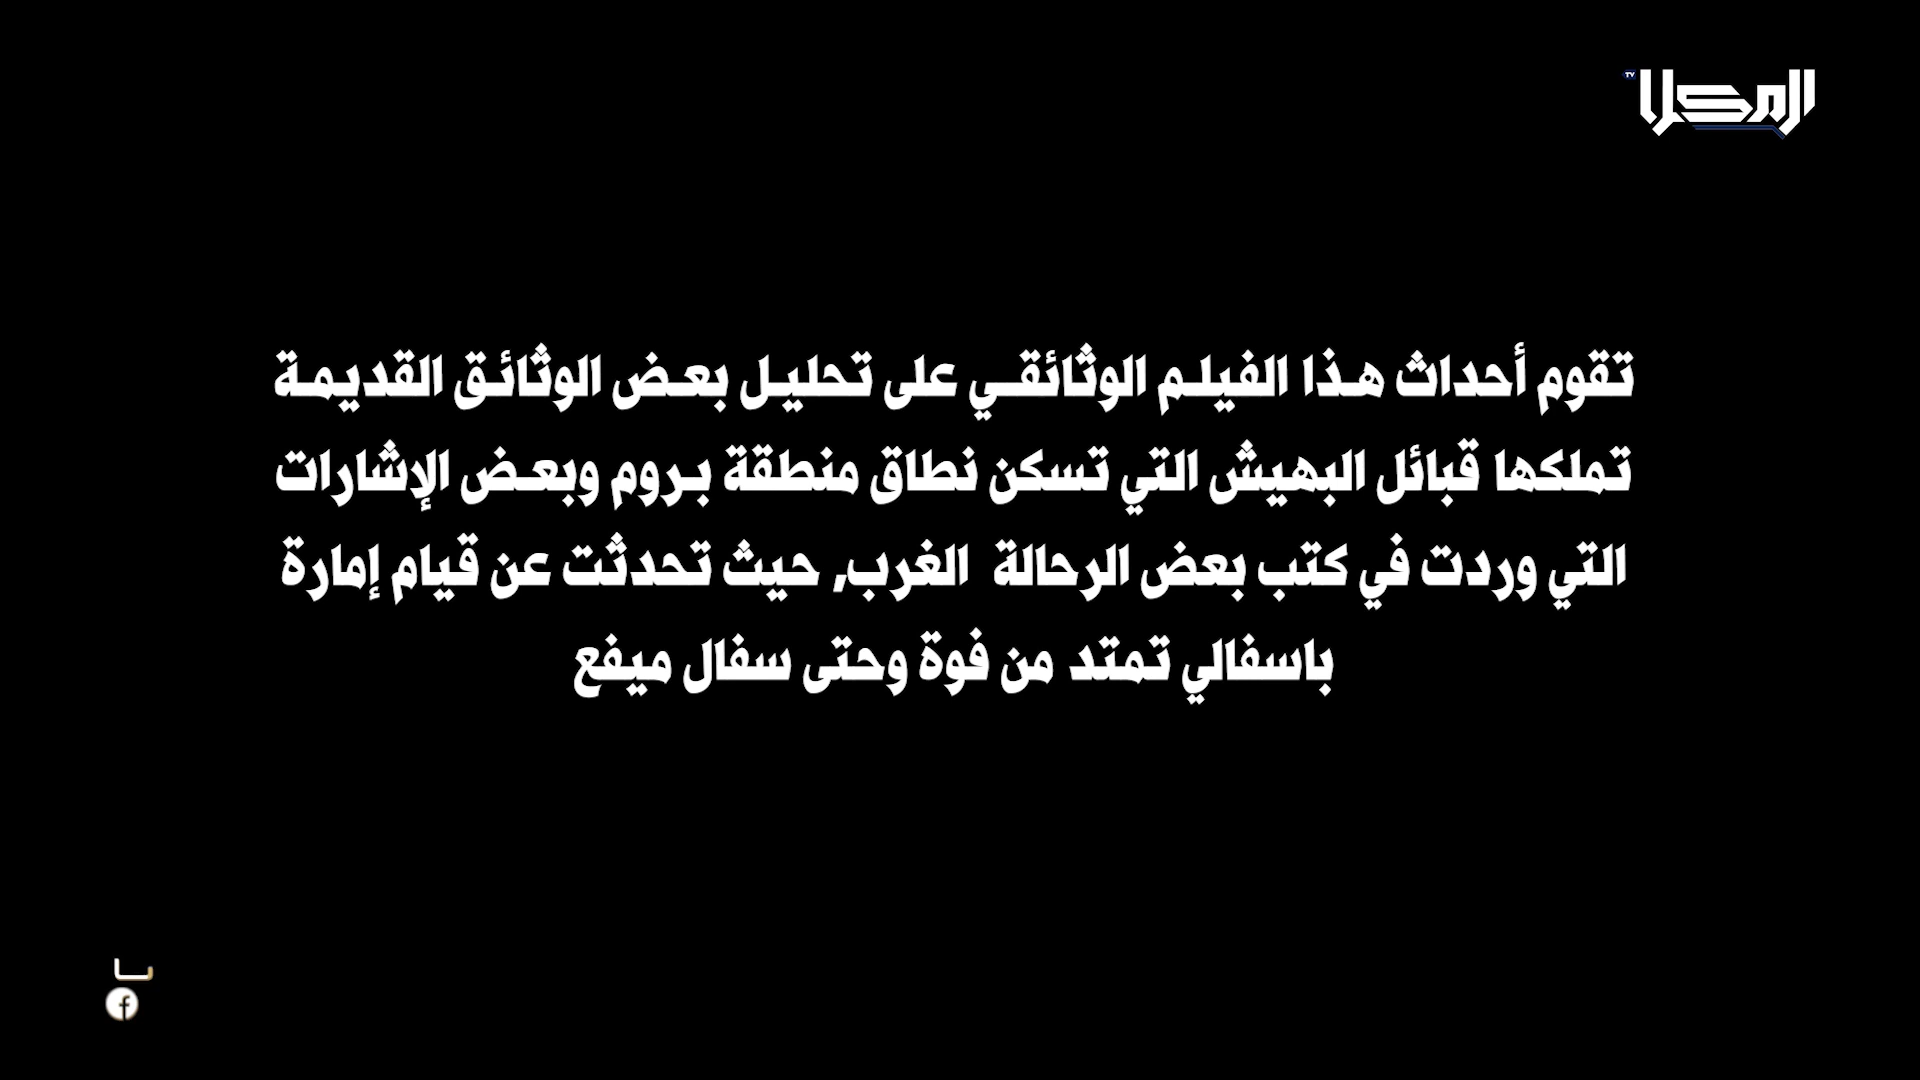 المكلا
TV
تقوم أحداث هذا الفيلم الوثائقي على تحليل بعض الوثائق القديمة
تملكها قبائل البهيش التي تسكن نطاق منطقة بروم وبعض الإشارات
التي وردت في كتب بعض الرحالة الغرب, حيث تحدثت عن قيام إمارة
باسفالي تمتد من فوة وحتى سفال ميفع